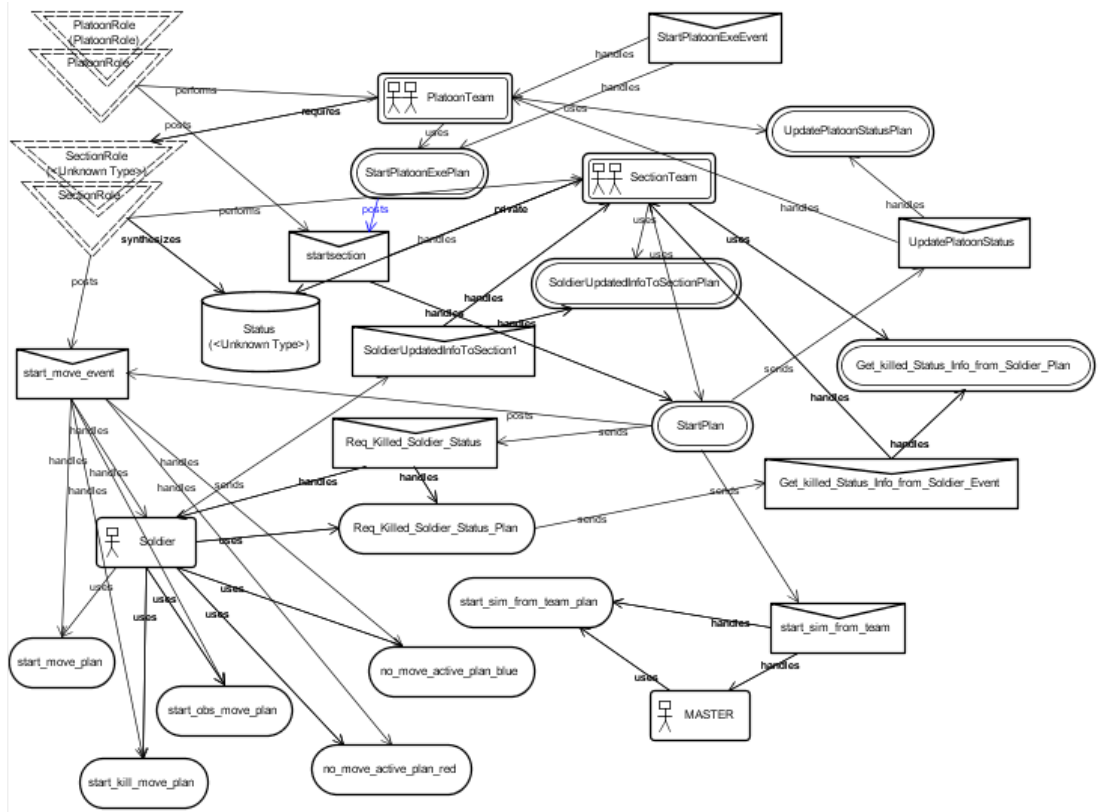 PlatoonRole
(PlatoonRole)
PlatoonRole
StartPlatoonExeEvent
handles
handles
performs
PlatoonTeam
requires
uses
posts
uses
UpdatePlatoonStatusPlan
SectionRole
(<Unknown Type>)
SectionRole
StartPlatoonExePlan
SectionTeam
performs
posts
private
handles
handles
synthesizes
handles
uses
uses
startsection
UpdatePlatoonStatus
uses
posts
SoldierUpdatedInfoToSectionPlan
Status
(<Unknown Type>)
handles
handles
handles
SoldierUpdatedInfoToSection1
start_move_event
sends
Get_killed_Status_Info_from_Soldier_Plan
handles
posts
StartPlan
sends
handles
handles
handles
handles
handles
handles
Req_Killed_Soldier_Status
handles
handles
handles
sends
Get_killed_Status_Info_from_Soldier_Event
sends
Req_Killed_Soldier_Status_Plan
sends
Soldier
uses
uses
uses
uses
uses
uses
start_sim_from_team_plan
handles
start_sim_from_team
handles
uses
start_move_plan
no_move_active_plan_blue
start_obs_move_plan
MASTER
start_kill_move_plan
no_move_active_plan_red